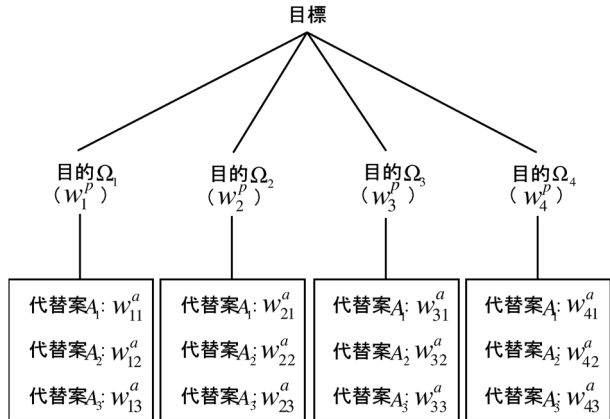 目標
目的Ω₁
(w₁ᵖ)
目的Ω₂
(w₂ᵖ)
目的Ω₃
(w₃ᵖ)
目的Ω₄
(w₄ᵖ)
代替案A₁: w₁₁ᵃ
代替案A₂: w₁₂ᵃ
代替案A₃: w₁₃ᵃ
代替案A₁: w₂₁ᵃ
代替案A₂: w₂₂ᵃ
代替案A₃: w₂₃ᵃ
代替案A₁: w₃₁ᵃ
代替案A₂: w₃₂ᵃ
代替案A₃: w₃₃ᵃ
代替案A₁: w₄₁ᵃ
代替案A₂: w₄₂ᵃ
代替案A₃: w₄₃ᵃ